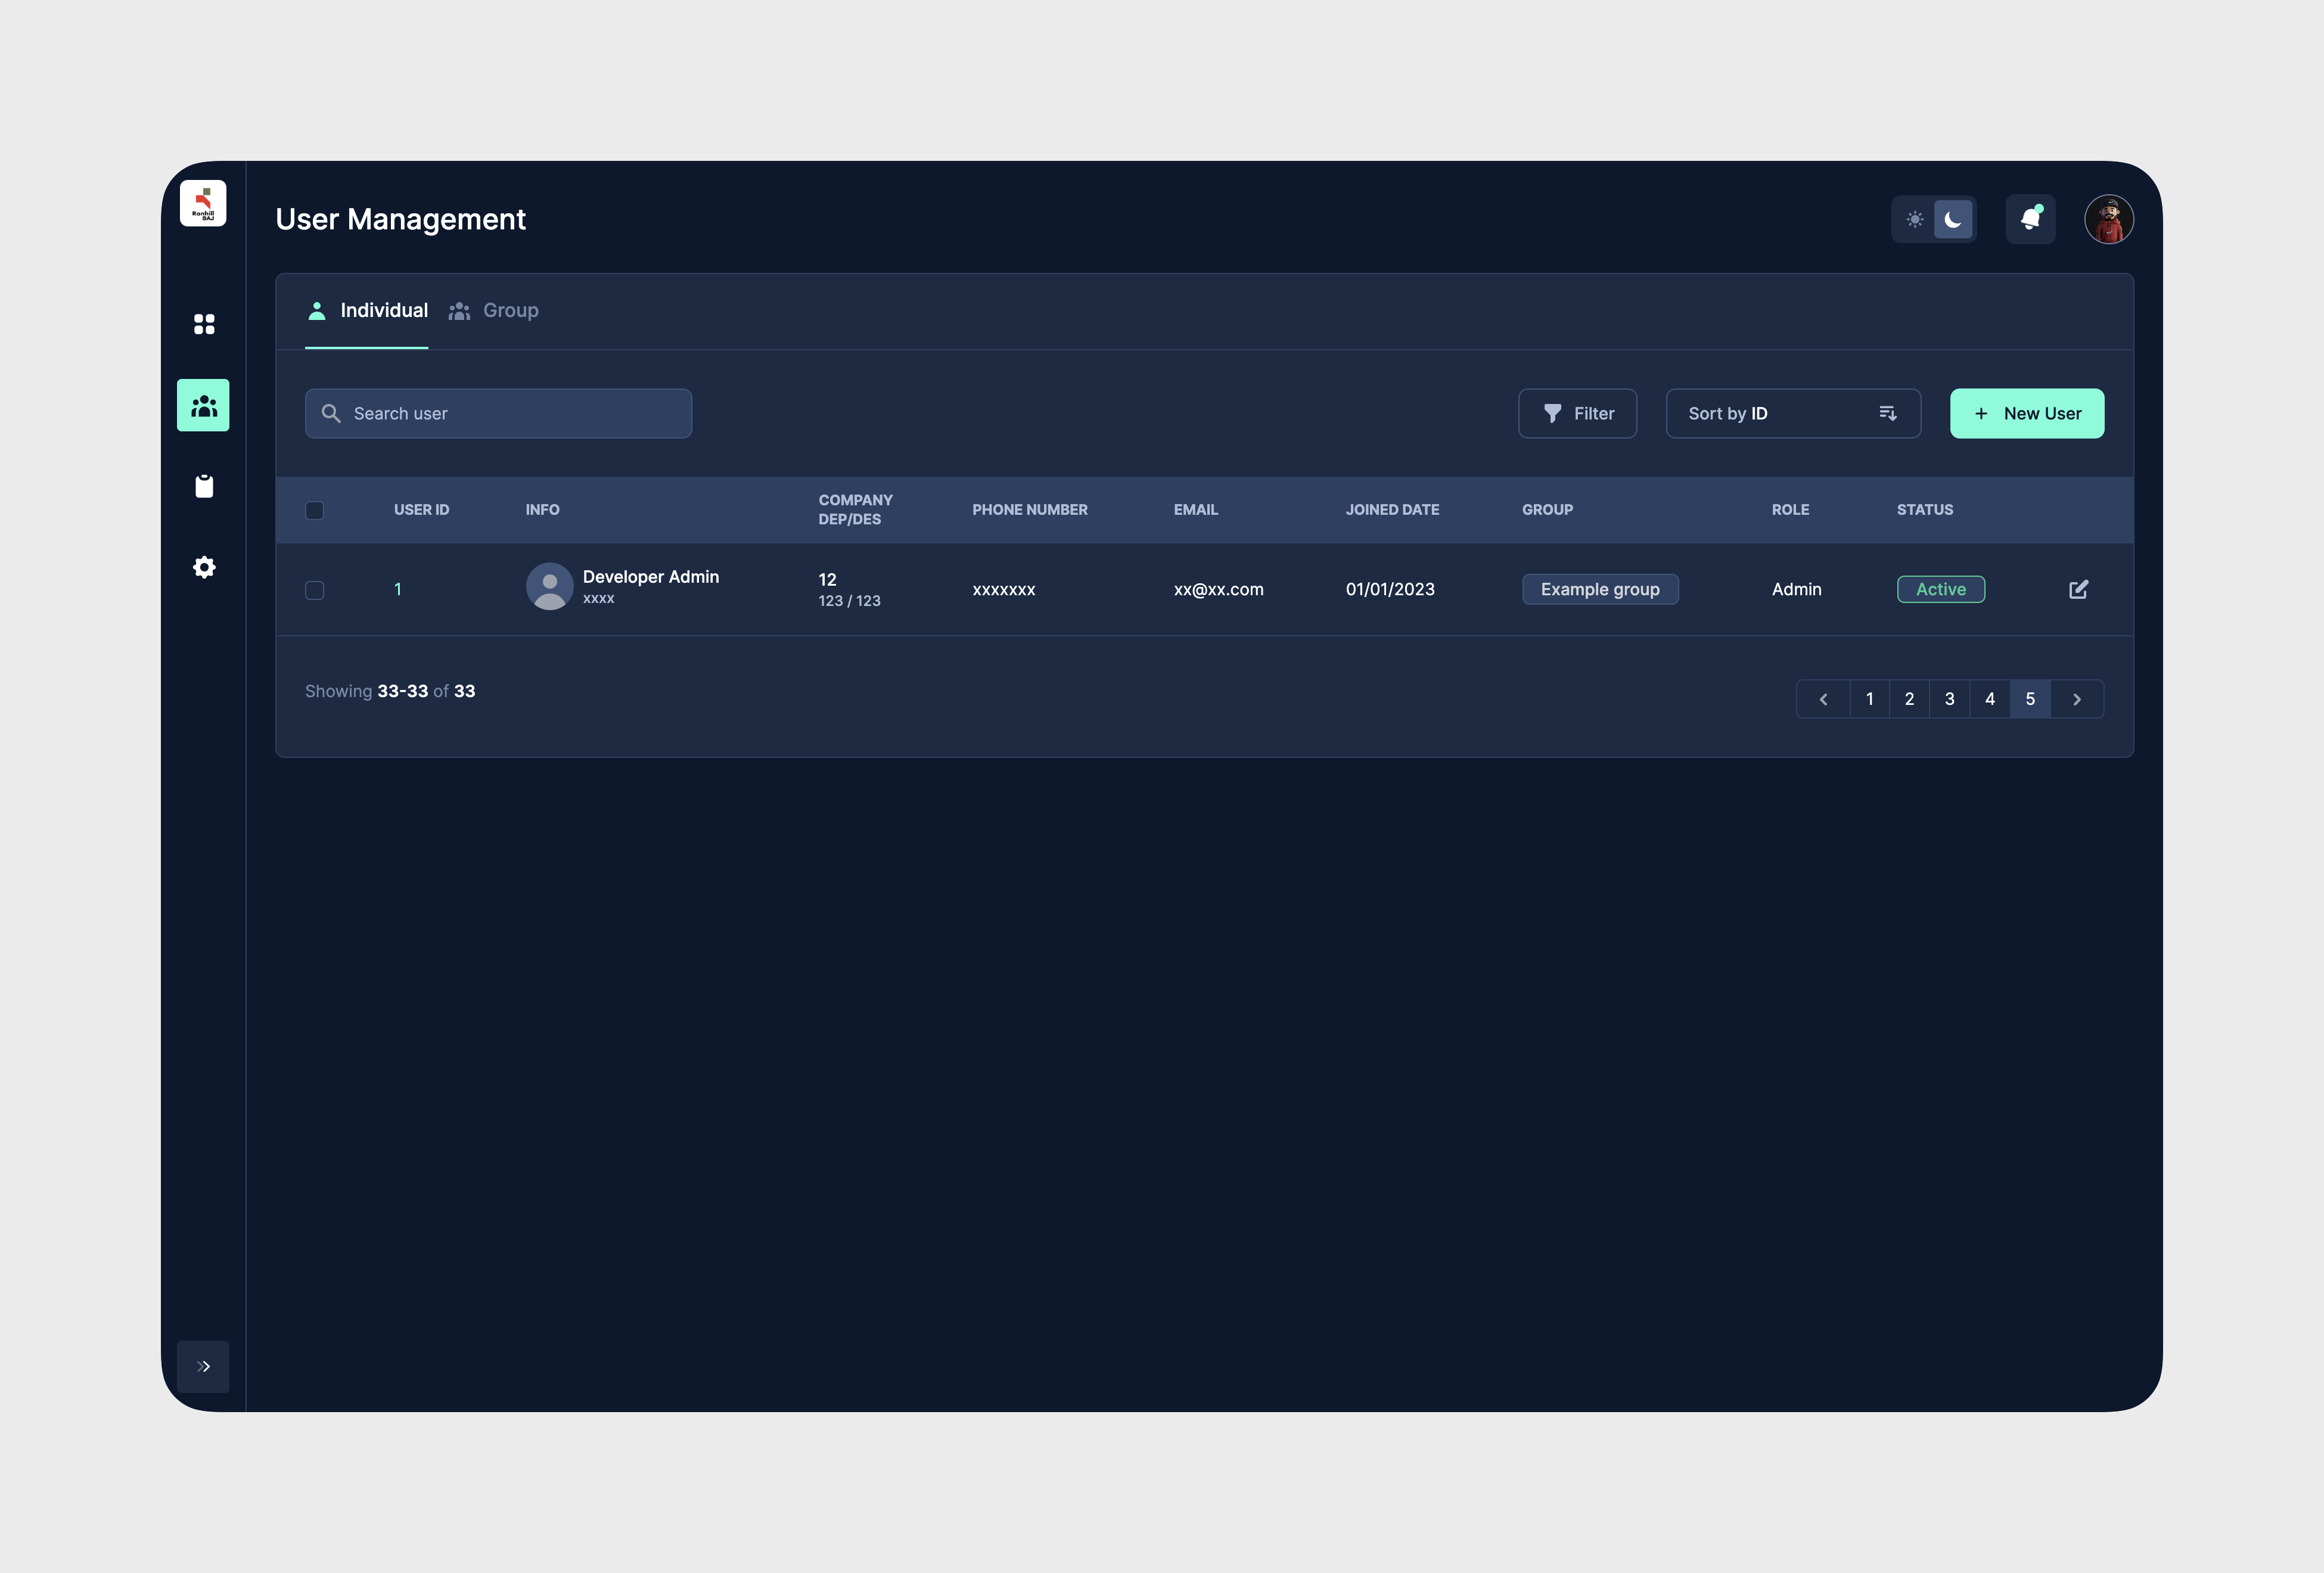 Ranhill
SAJ
User Management
Individual
Group
Search user
Filter
Sort by ID
+ New User
USER ID
INFO
COMPANY
DEP/DES
PHONE NUMBER
EMAIL
JOINED DATE
GROUP
ROLE
STATUS
1
Developer Admin
xxxx
12
123 / 123
xxxxxxx
xx@xx.com
01/01/2023
Example group
Admin
Active
Showing 33-33 of 33
1 2 3 4 5